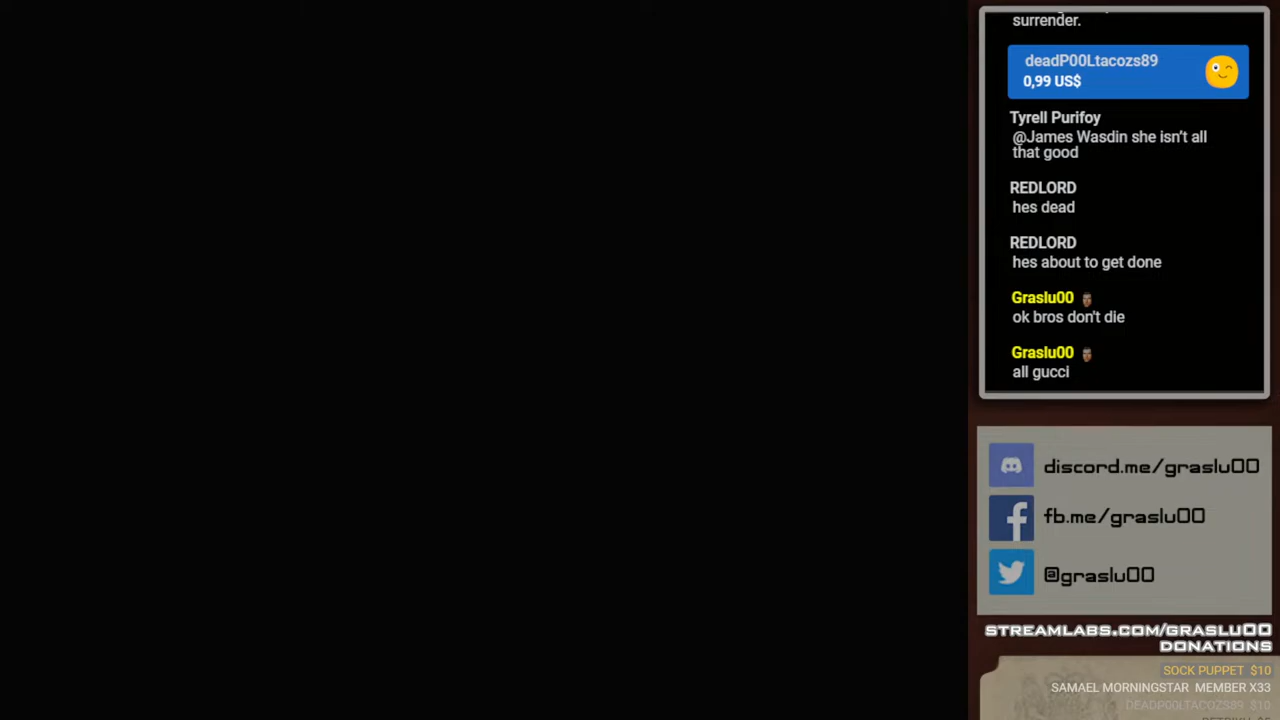 surrender.
deadP00Ltacozs89
0,99 US$
Tyrell Purifoy
@James Wasdin she isn't all
that good
REDLORD
hes dead
REDLORD
hes about to get done
Graslu00
ok bros don't die
Graslu00
all gucci
discord.me/graslu00
fb.me/graslu00
@graslu00
STREAMLABS.COM/GRASLU00
DONATIONS
SOCK PUPPET $10
SAMAEL MORNINGSTAR MEMBER X33
DEADP00LTACOZS89 $10